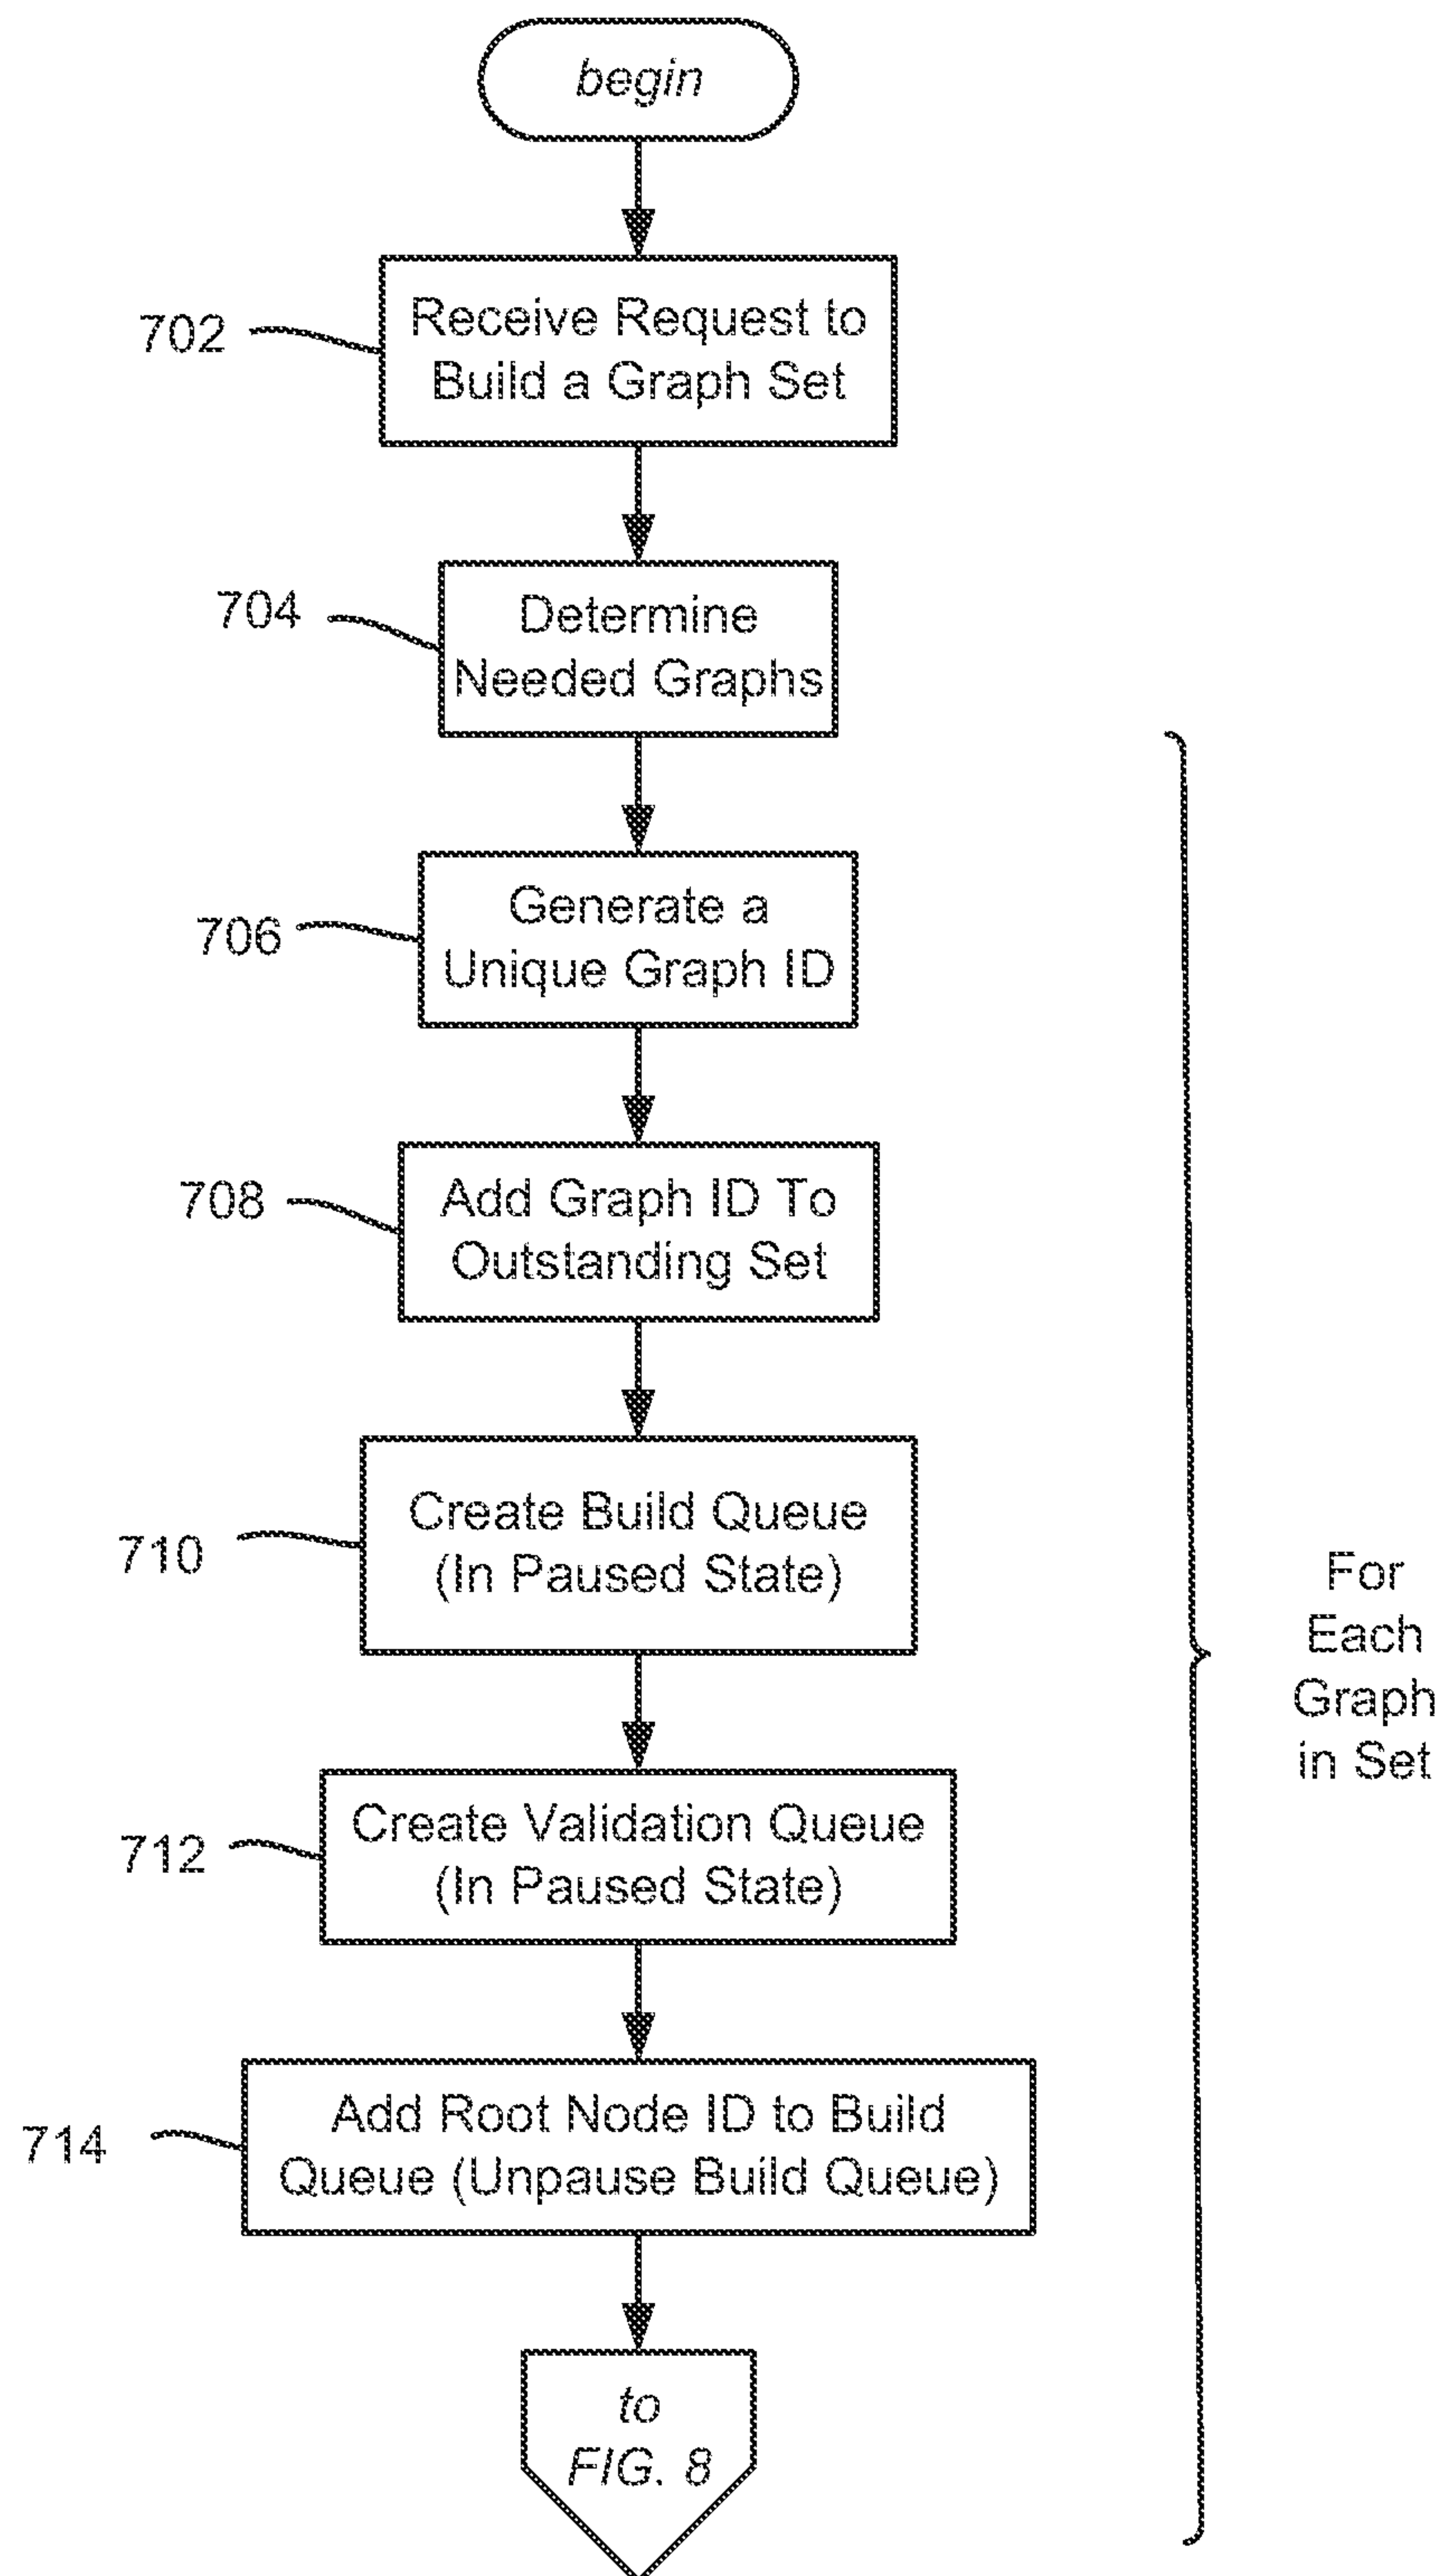 begin
702
Receive Request to
Build a Graph Set
704
Determine
Needed Graphs
706
Generate a
Unique Graph ID
708
Add Graph ID To
Outstanding Set
710
Create Build Queue
(In Paused State)
For
Each
Graph
in Set
712
Create Validation Queue
(In Paused State)
714
Add Root Node ID to Build
Queue (Unpause Build Queue)
to
FIG. 8